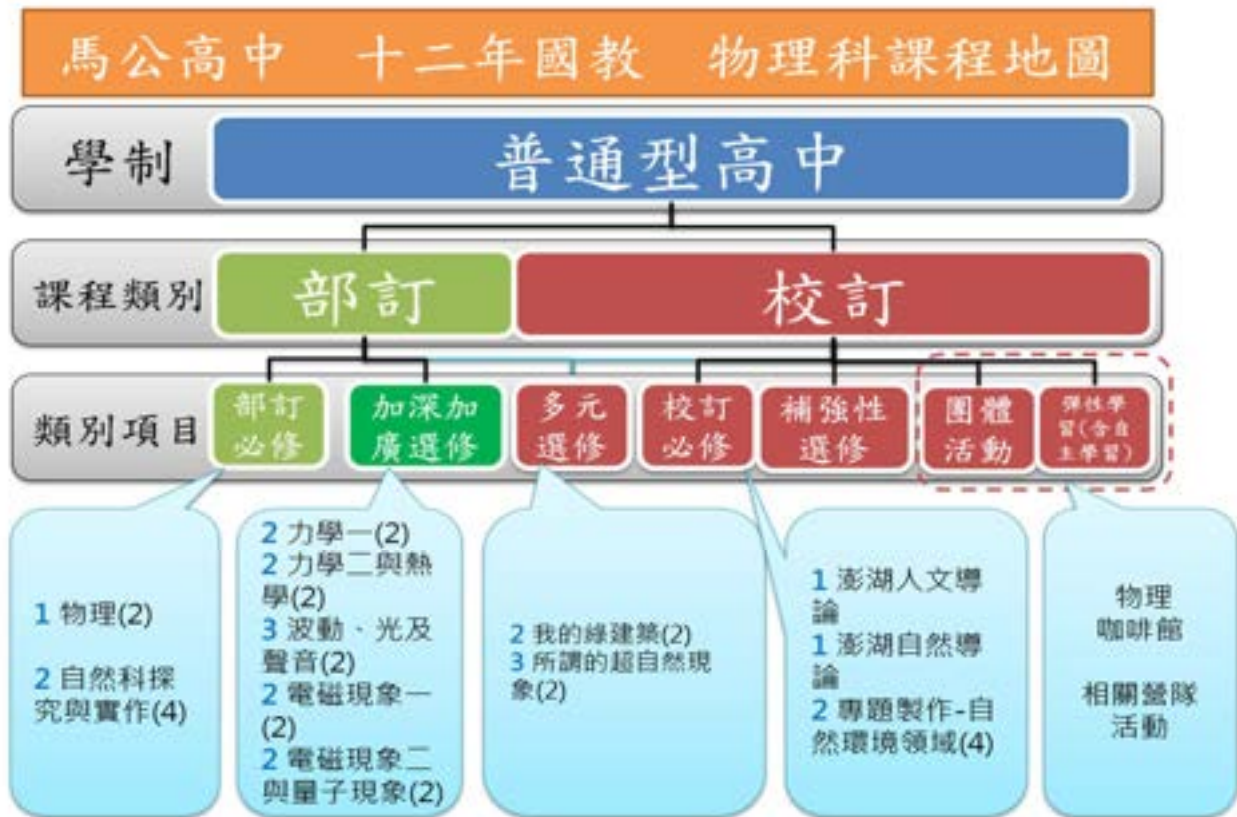 馬公高中 十二年國教 物理科課程地圖
學制
普通型高中
課程類別
部訂
校訂
類別項目
部訂
必修
加深加
廣選修
多元
選修
校訂
必修
補強性
選修
團體
活動
彈性學
習(含自
主學習)
1 物理(2)
2 自然科探
究與實作(4)
2 力學一(2)
2 力學二與熱
學(2)
3 波動、光及
聲音(2)
2 電磁現象一
(2)
2 電磁現象二
與量子現象(2)
2 我的綠建築(2)
3 所謂的超自然現
象(2)
1 澎湖人文導
論
1 澎湖自然導
論
2 專題製作-自
然環境領域(4)
物理
咖啡館
相關營隊
活動